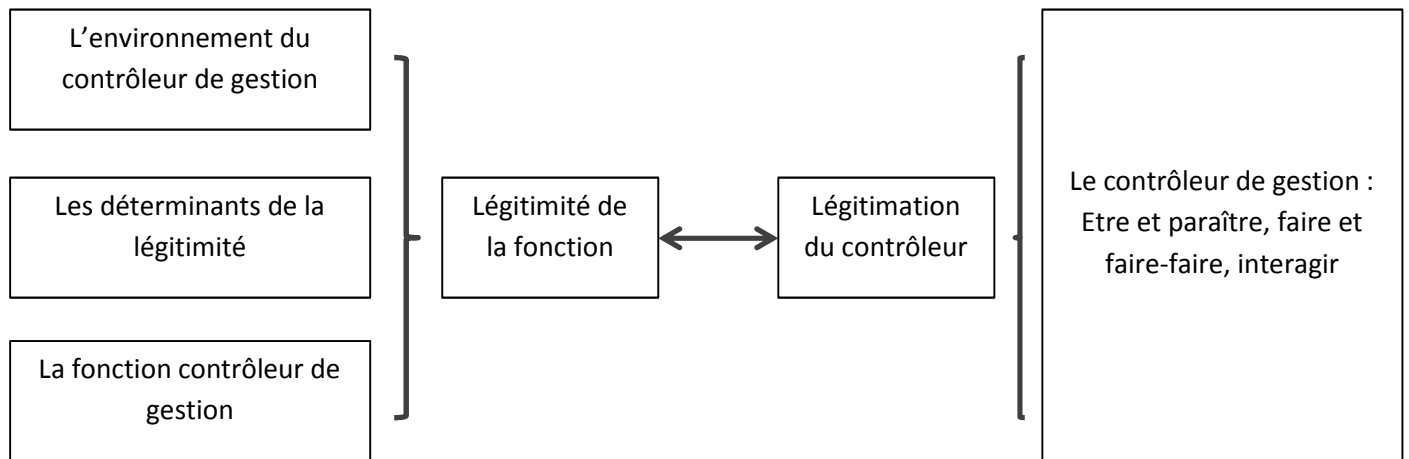 L’environnement du
contrôleur de gestion
Les déterminants de la
légitimité
La fonction contrôleur de
gestion
Légitimité de
la fonction
Légitimation
du contrôleur
Le contrôleur de gestion :
Etre et paraître, faire et
faire-faire, interagir